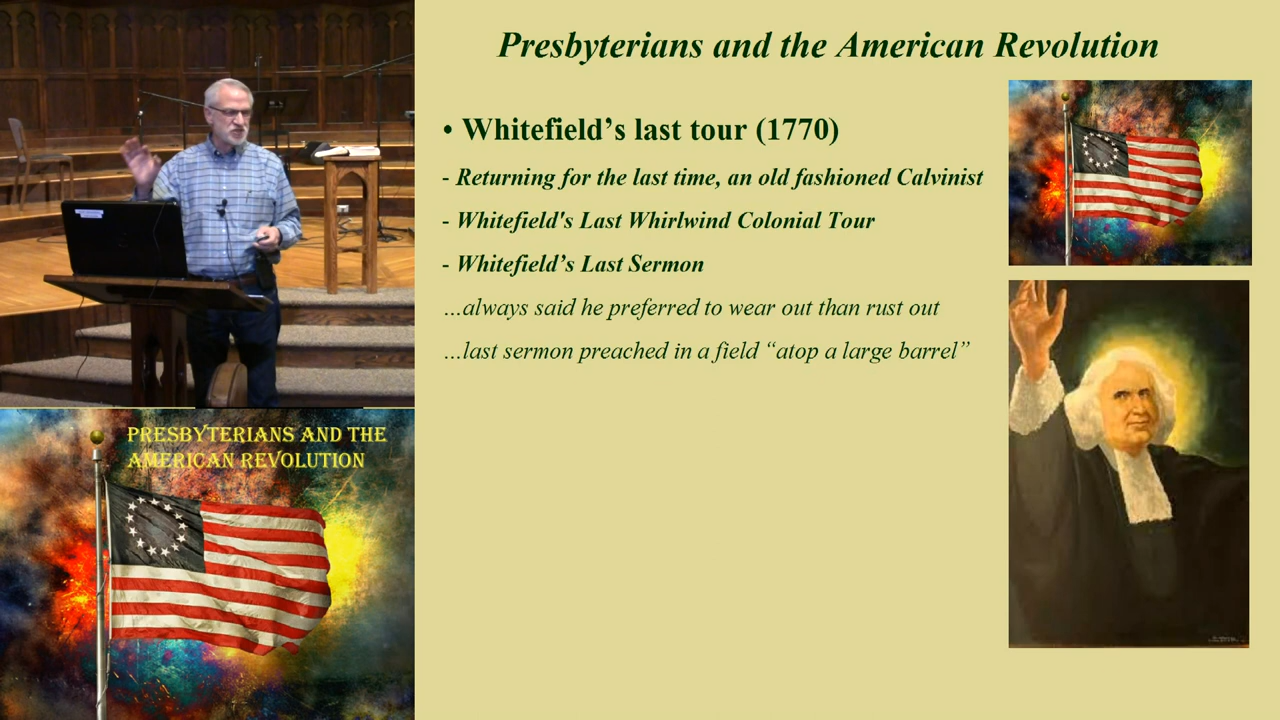 Presbyterians and the American Revolution
• Whitefield’s last tour (1770)
- Returning for the last time, an old fashioned Calvinist
- Whitefield's Last Whirlwind Colonial Tour
- Whitefield’s Last Sermon
…always said he preferred to wear out than rust out
…last sermon preached in a field “atop a large barrel”
PRESBYTERIANS AND THE
AMERICAN REVOLUTION